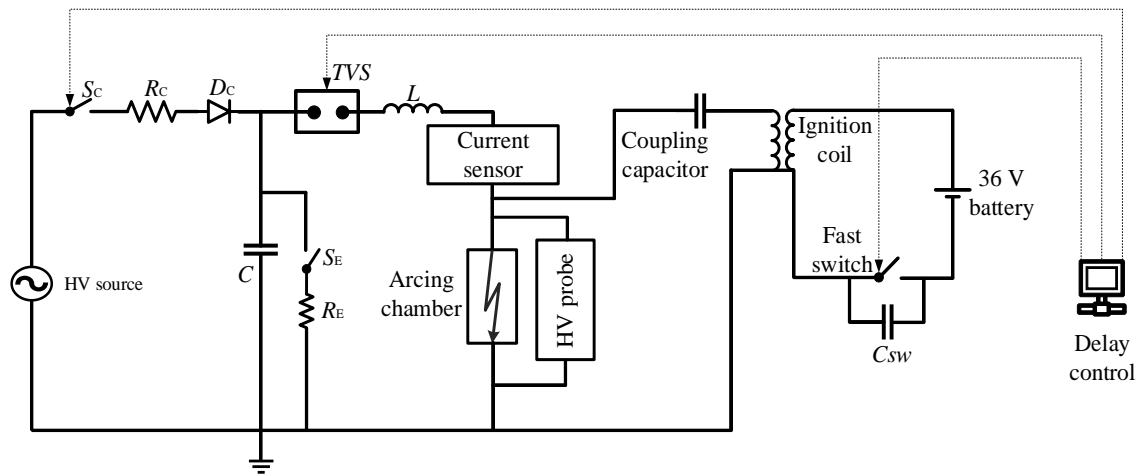 TVS
SC
RC
DC
L
Current
sensor
Coupling
capacitor
Ignition
coil
36 V
battery
Fast
switch
SE
C
HV source
Arcing
chamber
HV probe
RE
Csw
Delay
control